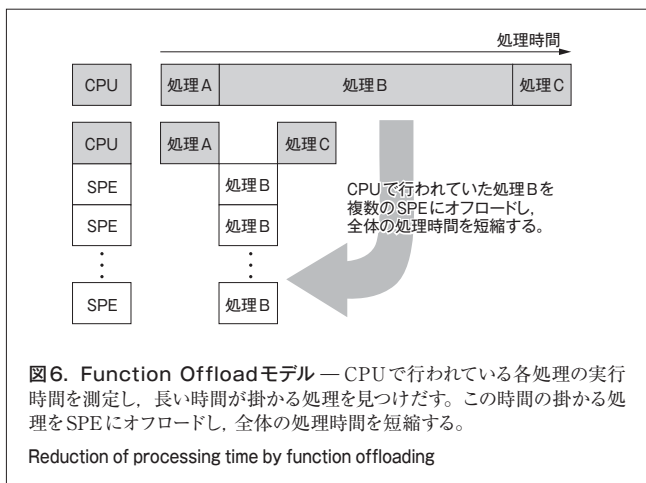 処理時間
CPU 処理A 処理B 処理C
CPU 処理A 処理C
SPE 処理B
SPE 処理B
SPE 処理B
CPUで行われていた処理Bを
複数のSPEにオフロードし,
全体の処理時間を短縮する。
図6. Function Offloadモデル — CPUで行われている各処理の実行
時間を測定し, 長い時間が掛かる処理を見つけだす。この時間の掛かる処
理をSPEにオフロードし, 全体の処理時間を短縮する。
Reduction of processing time by function offloading